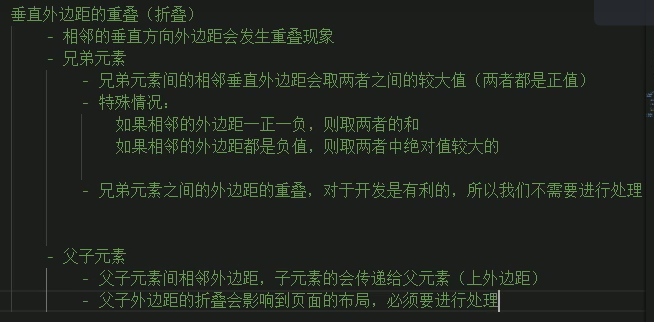 垂直外边距的重叠（折叠）
- 相邻的垂直方向外边距会发生重叠现象
- 兄弟元素
- 兄弟元素间的相邻垂直外边距会取两者之间的较大值（两者都是正值）
- 特殊情况：
如果相邻的外边距一正一负，则取两者的和
如果相邻的外边距都是负值，则取两者中绝对值较大的
- 兄弟元素之间的外边距的重叠，对于开发是有利的，所以我们不需要进行处理
- 父子元素
- 父子元素间相邻外边距，子元素的会传递给父元素（上外边距）
- 父子外边距的折叠会影响到页面的布局，必须要进行处理